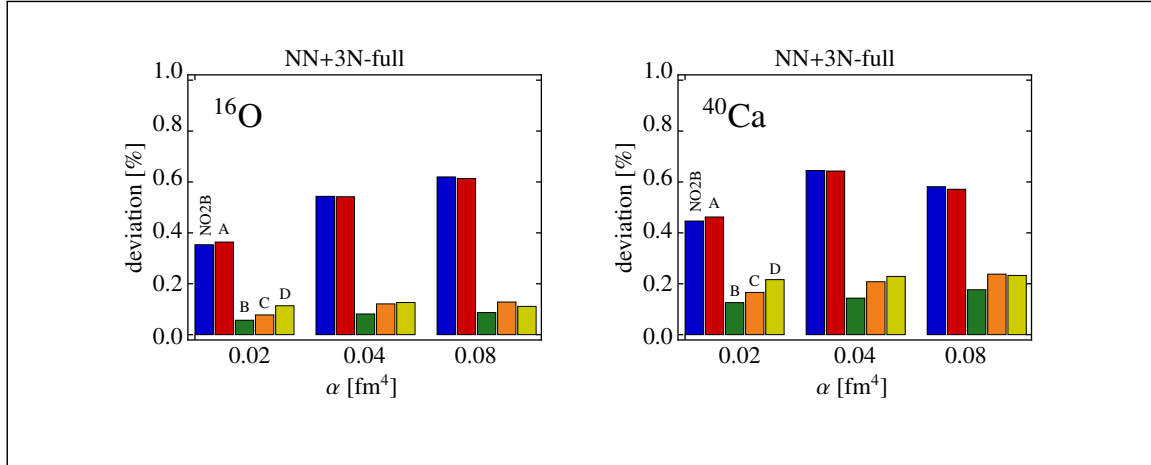 NN+3N-full
1.0
0.8
0.6
0.4
0.2
0.0
deviation [%]
¹⁶O
NO2B
A
B
C
D
0.02
0.04
0.08
α [fm⁴]
NN+3N-full
1.0
0.8
0.6
0.4
0.2
0.0
deviation [%]
⁴⁰Ca
NO2B
A
B
C
D
0.02
0.04
0.08
α [fm⁴]